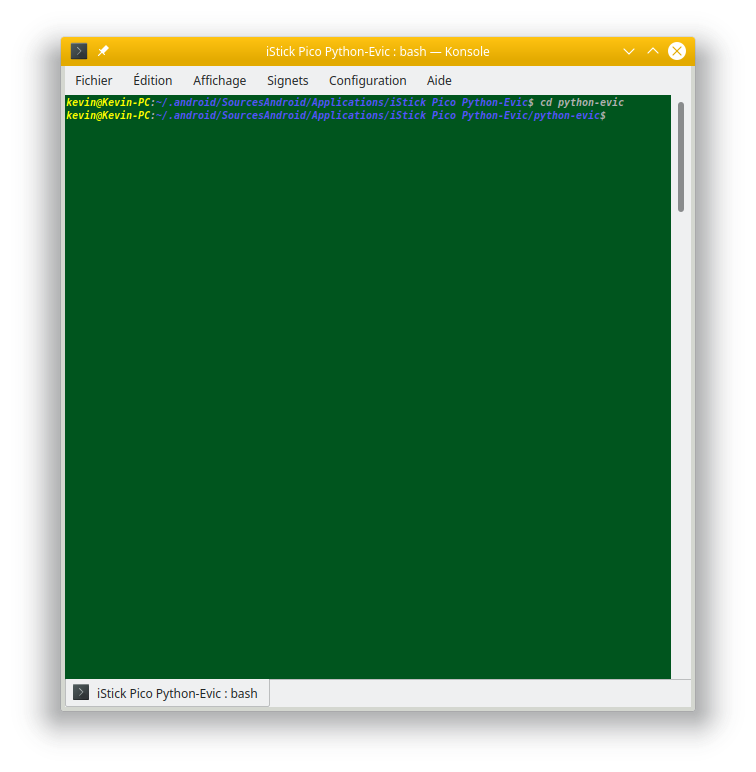 iStick Pico Python-Evic : bash — Konsole
Fichier Édition Affichage Signets Configuration Aide
kevin@Kevin-PC:~/.android/SourcesAndroid/Applications/iStick Pico Python-Evic$ cd python-evic
kevin@Kevin-PC:~/.android/SourcesAndroid/Applications/iStick Pico Python-Evic/python-evic$
iStick Pico Python-Evic : bash